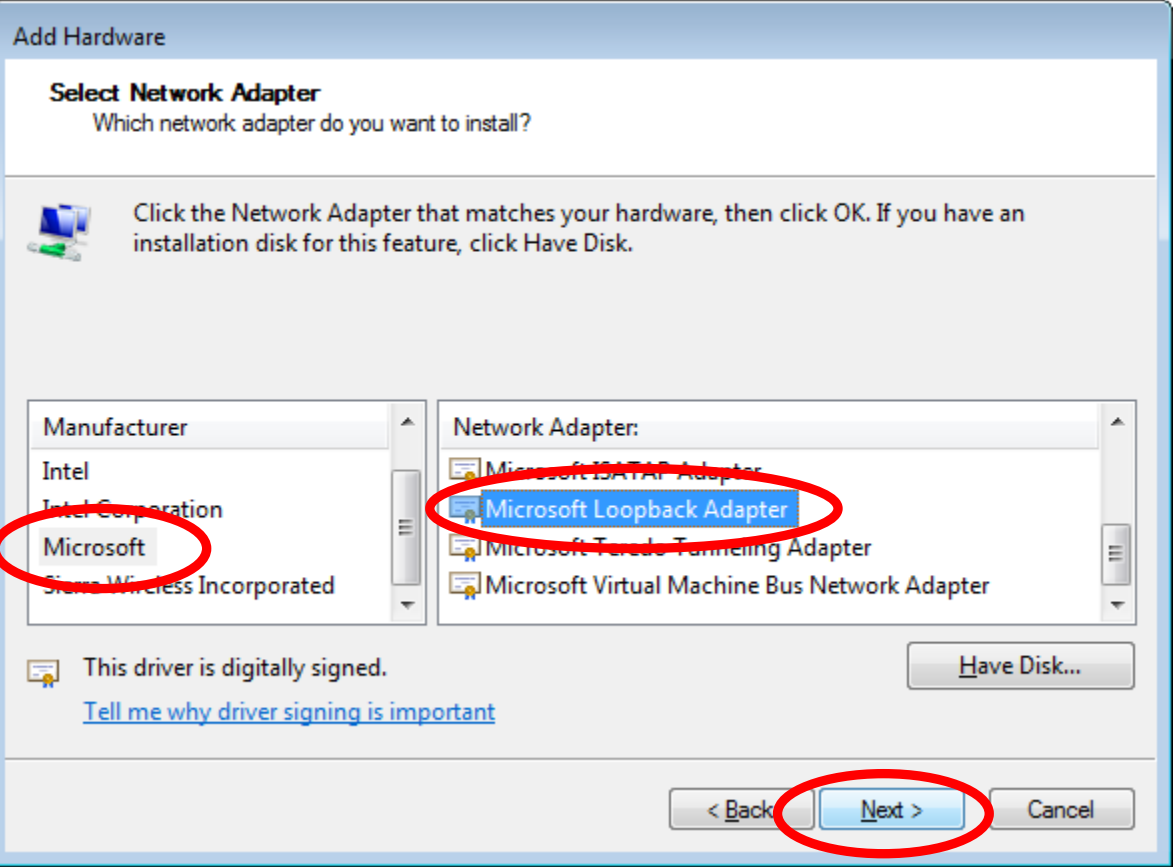 Add Hardware
Select Network Adapter
Which network adapter do you want to install?
Click the Network Adapter that matches your hardware, then click OK. If you have an
installation disk for this feature, click Have Disk.
Manufacturer
Intel
Intel Corporation
Microsoft
Sierra Wireless Incorporated
Network Adapter:
Microsoft ISATAP Adapter
Microsoft Loopback Adapter
Microsoft Teredo Tunneling Adapter
Microsoft Virtual Machine Bus Network Adapter
This driver is digitally signed.
Have Disk...
Tell me why driver signing is important
< Back
Next >
Cancel